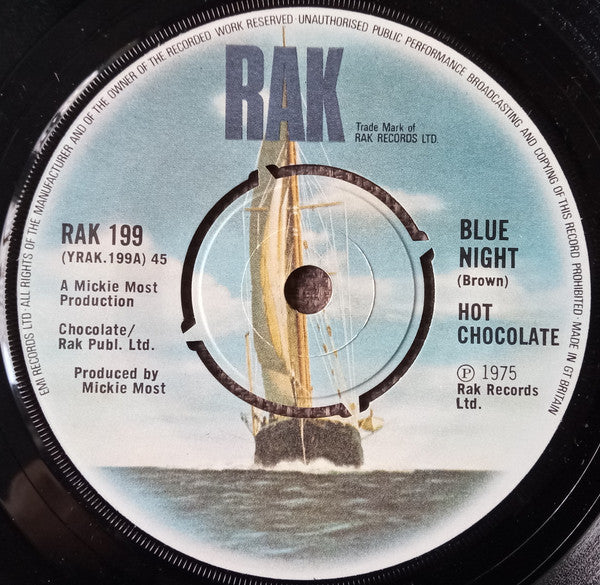 EMI RECORDS LTD · ALL RIGHTS OF THE MANUFACTURER AND OF THE OWNER OF THE RECORDED WORK RESERVED · UNAUTHORISED PUBLIC PERFORMANCE BROADCASTING AND COPYING OF THIS RECORD PROHIBITED · MADE IN GT BRITAIN
RAK
Trade Mark of
RAK RECORDS LTD.
RAK 199
(YRAK.199A) 45
A Mickie Most
Production
Chocolate/
Rak Publ. Ltd.
Produced by
Mickie Most
BLUE
NIGHT
(Brown)
HOT
CHOCOLATE
℗ 1975
Rak Records
Ltd.